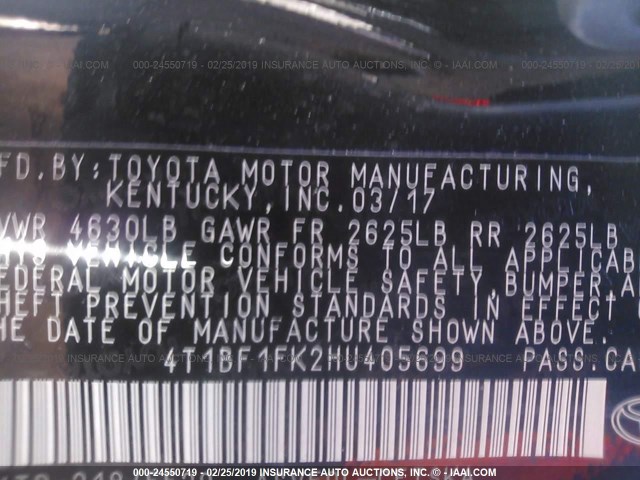 000-24550719 - 02/25/2019 INSURANCE AUTO AUCTIONS, INC. © - IAAI.COM
FD. BY: TOYOTA MOTOR MANUFACTURING,
KENTUCKY, INC. 03/17
VWR 4630LB GAWR FR 2625LB RR 2625LB
VEHICLE CONFORMS TO ALL APPLICAB
EDERAL MOTOR VEHICLE SAFETY, BUMPER, A
HEFT PREVENTION STANDARDS IN EFFECT
HE DATE OF MANUFACTURE SHOWN ABOVE.
4T1BF1FK2HU405699 PASS.CA
000-24550719 - 02/25/2019 INSURANCE AUTO AUCTIONS, INC. © - IAAI.COM